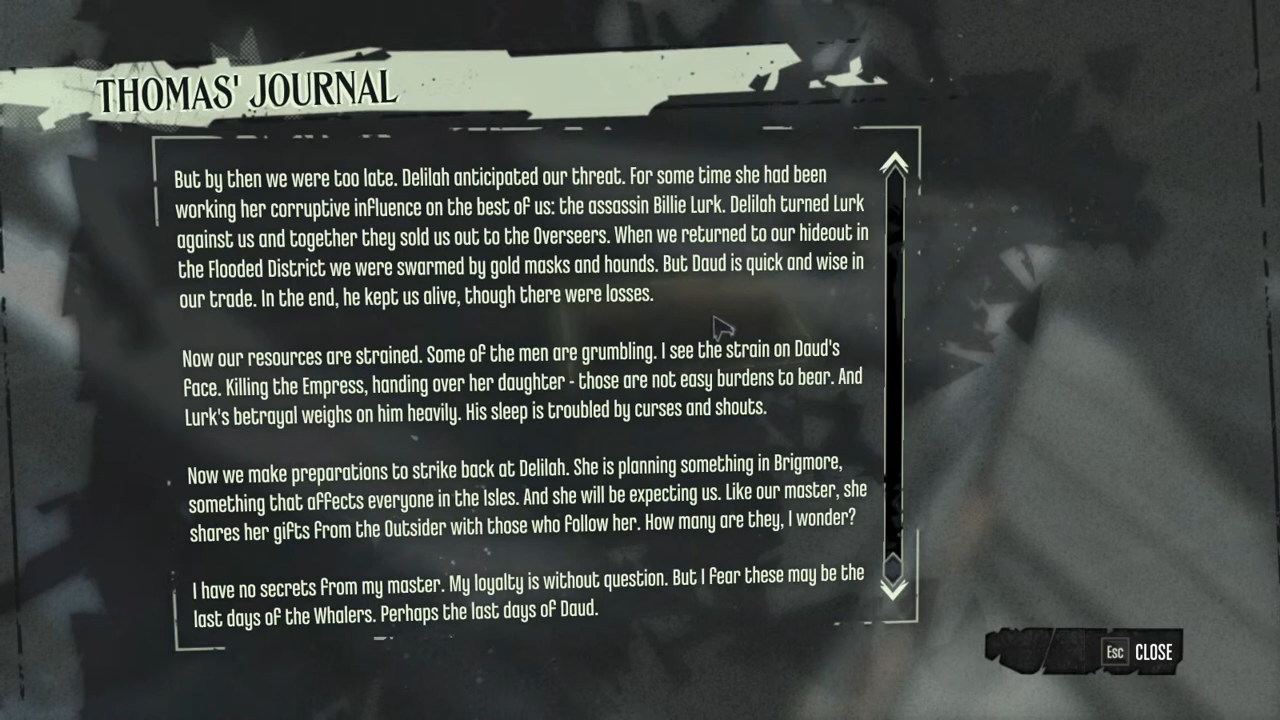 THOMAS' JOURNAL
But by then we were too late. Delilah anticipated our threat. For some time she had been
working her corruptive influence on the best of us: the assassin Billie Lurk. Delilah turned Lurk
against us and together they sold us out to the Overseers. When we returned to our hideout in
the Flooded District we were swarmed by gold masks and hounds. But Daud is quick and wise in
our trade. In the end, he kept us alive, though there were losses.
Now our resources are strained. Some of the men are grumbling. I see the strain on Daud's
face. Killing the Empress, handing over her daughter - those are not easy burdens to bear. And
Lurk's betrayal weighs on him heavily. His sleep is troubled by curses and shouts.
Now we make preparations to strike back at Delilah. She is planning something in Brigmore,
something that affects everyone in the Isles. And she will be expecting us. Like our master, she
shares her gifts from the Outsider with those who follow her. How many are they, I wonder?
I have no secrets from my master. My loyalty is without question. But I fear these may be the
last days of the Whalers. Perhaps the last days of Daud.
Esc CLOSE